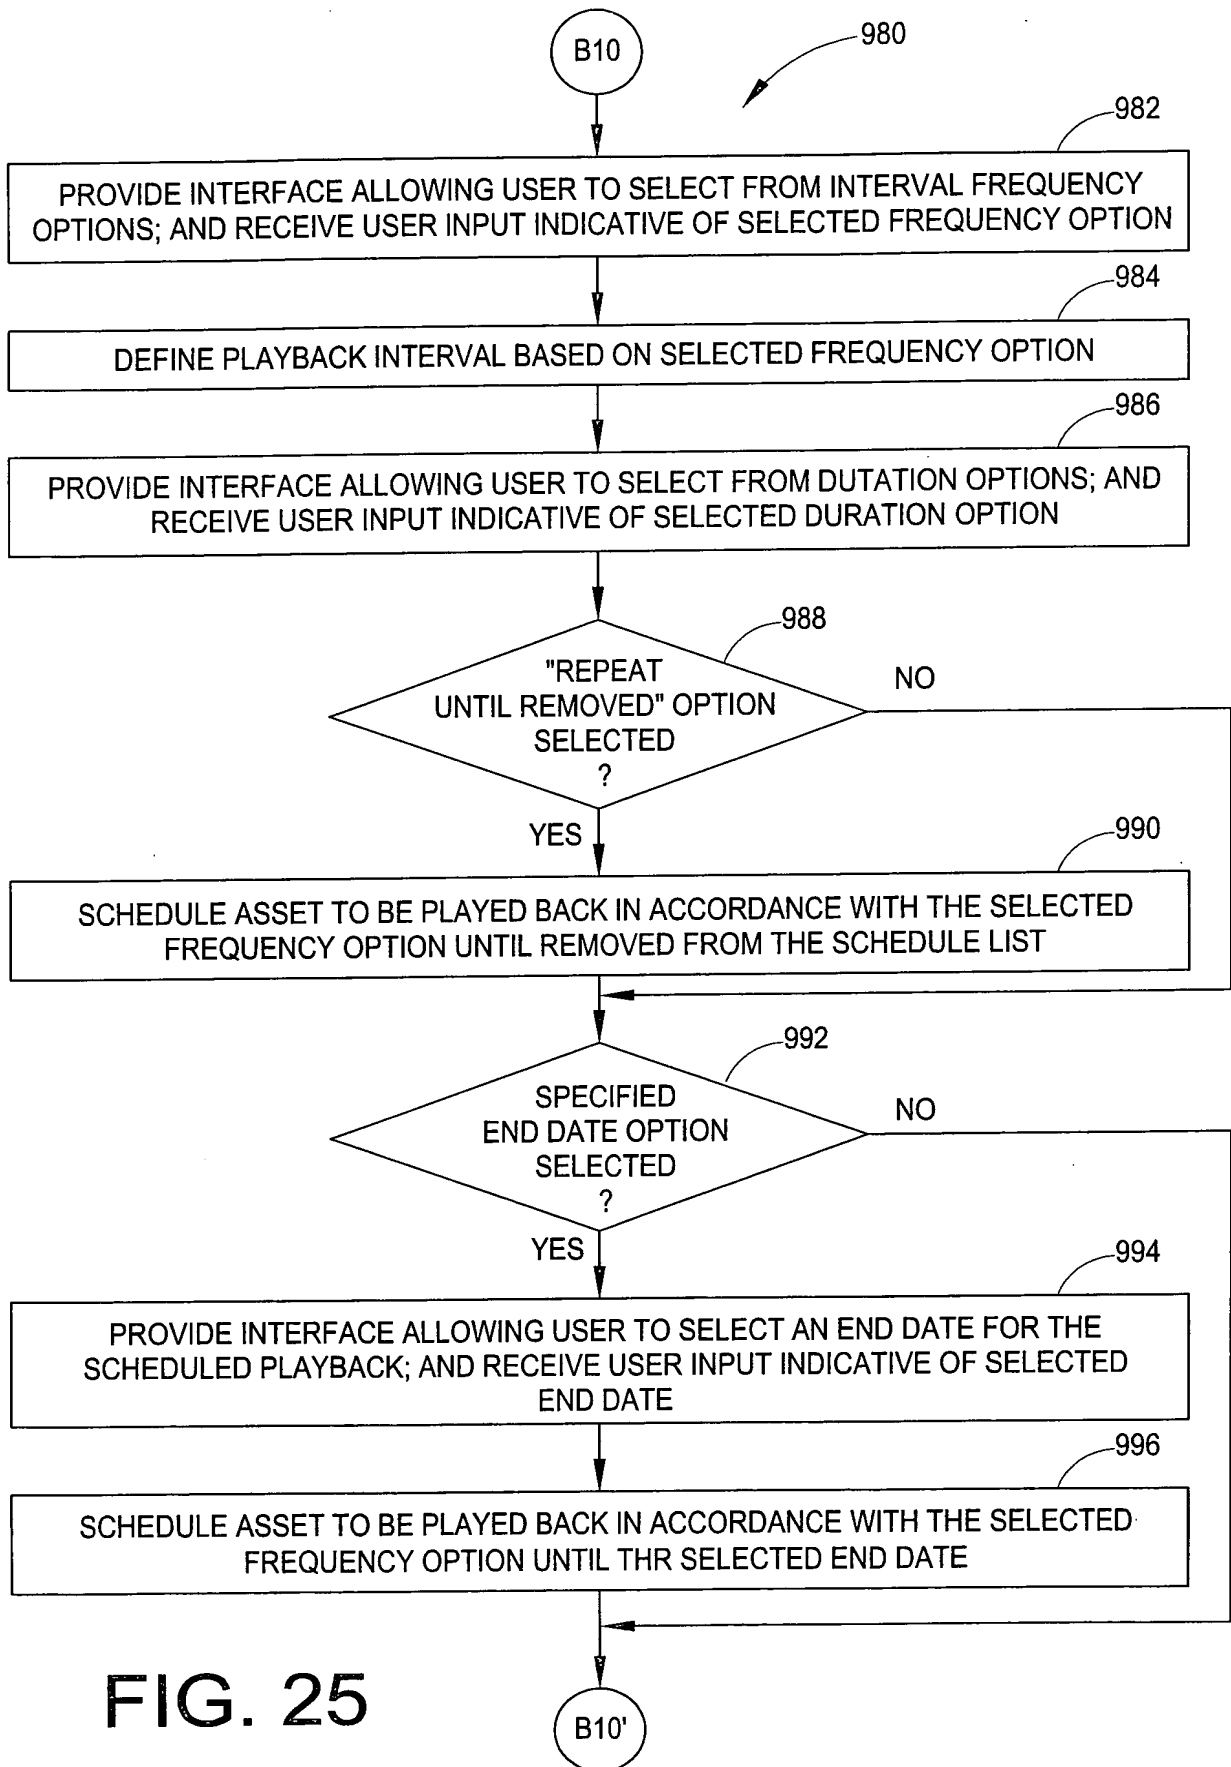 B10
980
982
PROVIDE INTERFACE ALLOWING USER TO SELECT FROM INTERVAL FREQUENCY
OPTIONS; AND RECEIVE USER INPUT INDICATIVE OF SELECTED FREQUENCY OPTION
984
DEFINE PLAYBACK INTERVAL BASED ON SELECTED FREQUENCY OPTION
986
PROVIDE INTERFACE ALLOWING USER TO SELECT FROM DUTATION OPTIONS; AND
RECEIVE USER INPUT INDICATIVE OF SELECTED DURATION OPTION
988
"REPEAT
UNTIL REMOVED" OPTION
SELECTED
?
NO
YES
990
SCHEDULE ASSET TO BE PLAYED BACK IN ACCORDANCE WITH THE SELECTED
FREQUENCY OPTION UNTIL REMOVED FROM THE SCHEDULE LIST
992
SPECIFIED
END DATE OPTION
SELECTED
?
NO
YES
994
PROVIDE INTERFACE ALLOWING USER TO SELECT AN END DATE FOR THE
SCHEDULED PLAYBACK; AND RECEIVE USER INPUT INDICATIVE OF SELECTED
END DATE
996
SCHEDULE ASSET TO BE PLAYED BACK IN ACCORDANCE WITH THE SELECTED
FREQUENCY OPTION UNTIL THR SELECTED END DATE
FIG. 25
B10'